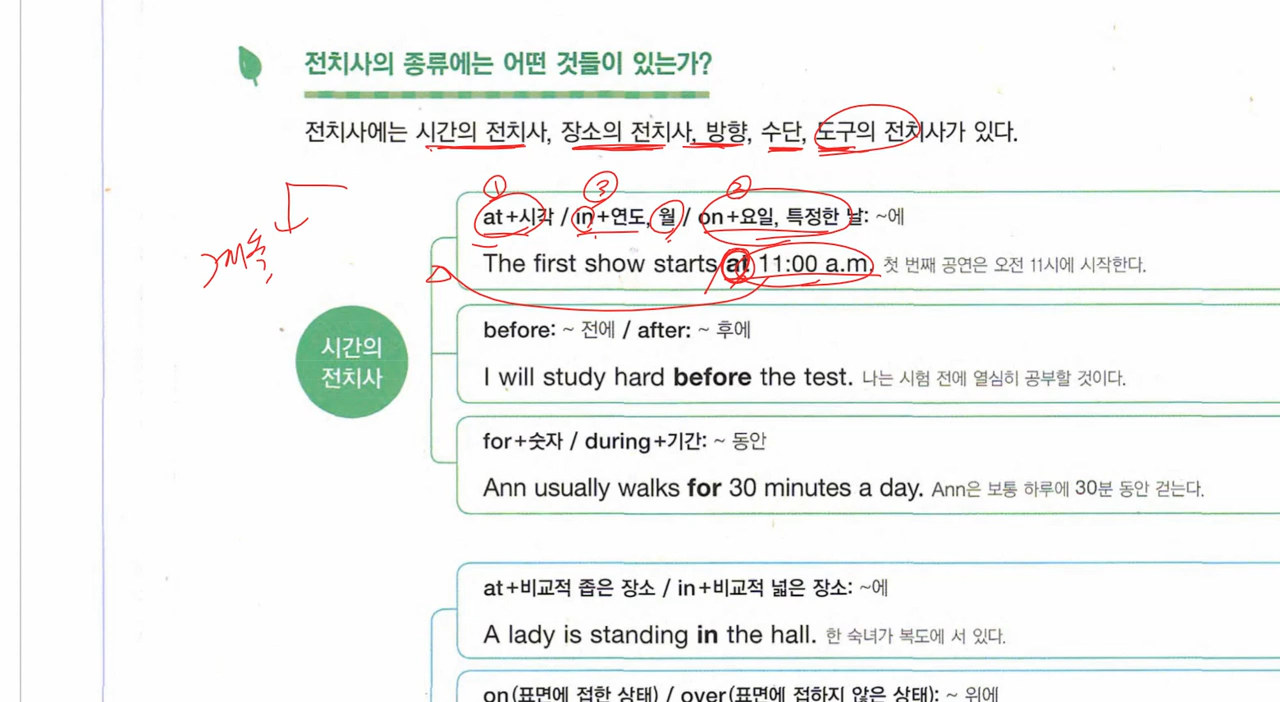 전치사의 종류에는 어떤 것들이 있는가?
전치사에는 시간의 전치사, 장소의 전치사, 방향, 수단, 도구의 전치사가 있다.
① ③ ②
at+시각 / in+연도, 월 / on+요일, 특정한 날: ~에
The first show starts at 11:00 a.m. 첫 번째 공연은 오전 11시에 시작한다.
시간의
전치사
before: ~ 전에 / after: ~ 후에
I will study hard before the test. 나는 시험 전에 열심히 공부할 것이다.
for+숫자 / during+기간: ~ 동안
Ann usually walks for 30 minutes a day. Ann은 보통 하루에 30분 동안 걷는다.
at+비교적 좁은 장소 / in+비교적 넓은 장소: ~에
A lady is standing in the hall. 한 숙녀가 복도에 서 있다.
on(표면에 접한 상태) / over(표면에 접하지 않은 상태): ~ 위에